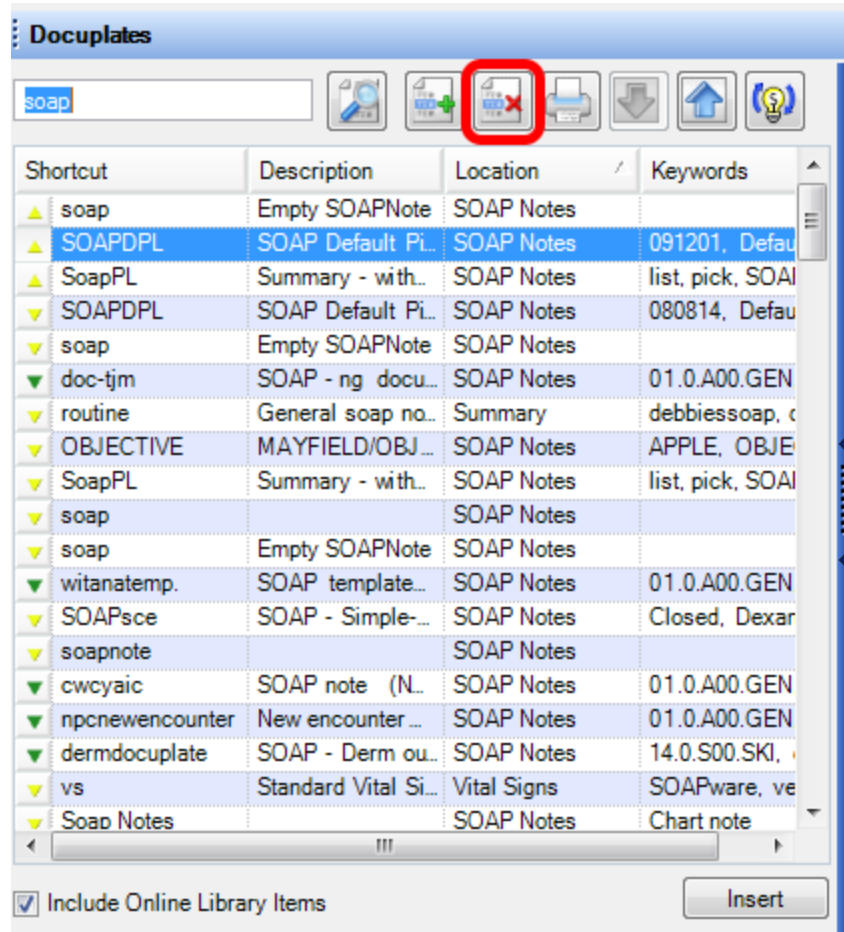 Docuplates
soap
Shortcut Description Location Keywords
soap Empty SOAPNote SOAP Notes
SOAPDPL SOAP Default Pi... SOAP Notes 091201, Defau
SoapPL Summary - with... SOAP Notes list, pick, SOAI
SOAPDPL SOAP Default Pi... SOAP Notes 080814, Defau
soap Empty SOAPNote SOAP Notes
doc-tjm SOAP - ng docu... SOAP Notes 01.0.A00.GEN
routine General soap no... Summary debbiessoap,
OBJECTIVE MAYFIELD/OBJ... SOAP Notes APPLE, OBJE
SoapPL Summary - with... SOAP Notes list, pick, SOAI
soap SOAP Notes
soap Empty SOAPNote SOAP Notes
witanatemp. SOAP template... SOAP Notes 01.0.A00.GEN
SOAPsce SOAP - Simple-... SOAP Notes Closed, Dexar
soapnote SOAP Notes
cwcyaic SOAP note (N... SOAP Notes 01.0.A00.GEN
npcnewencounter New encounter ... SOAP Notes 01.0.A00.GEN
dermdocuplate SOAP - Derm ou... SOAP Notes 14.0.S00.SKI,
vs Standard Vital Si... Vital Signs SOAPware, ve
Soap Notes SOAP Notes Chart note
Include Online Library Items Insert